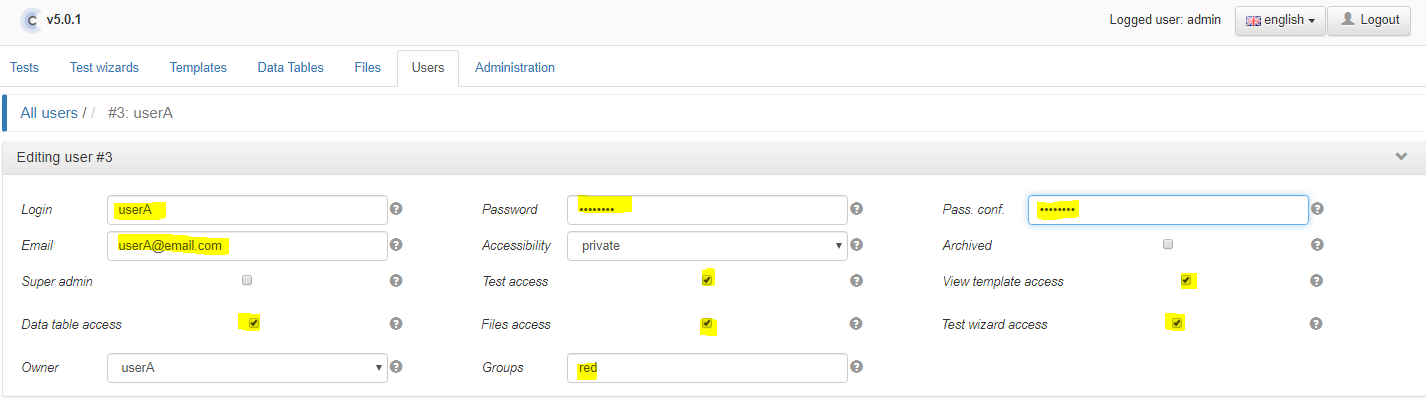 C v5.0.1 Logged user: admin english Logout
Tests Test wizards Templates Data Tables Files Users Administration
All users / / #3: userA
Editing user #3
Login userA Password •••••••• Pass. conf. ••••••••
Email userA@email.com Accessibility private Archived
Super admin Test access View template access
Data table access Files access Test wizard access
Owner userA Groups red